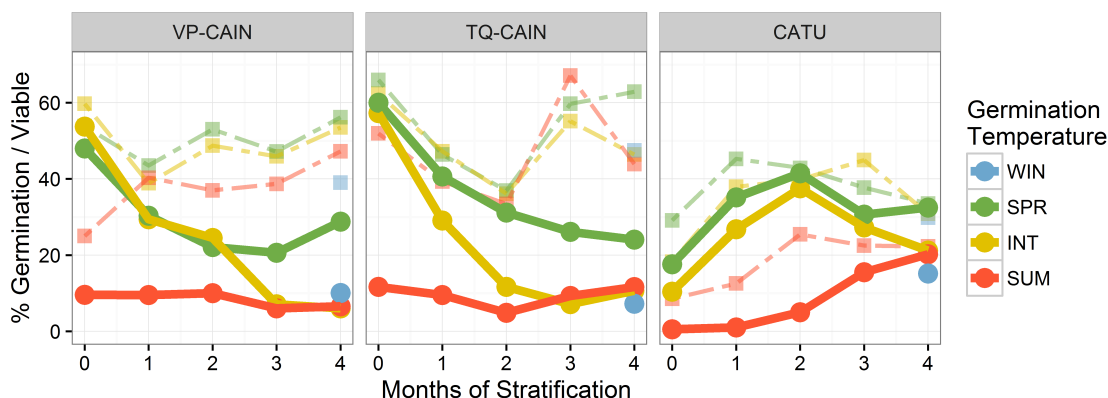 VP-CAIN TQ-CAIN CATU
% Germination / Viable
60
40
20
0
0 1 2 3 4 0 1 2 3 4 0 1 2 3 4
Months of Stratification
Germination
Temperature
WIN
SPR
INT
SUM